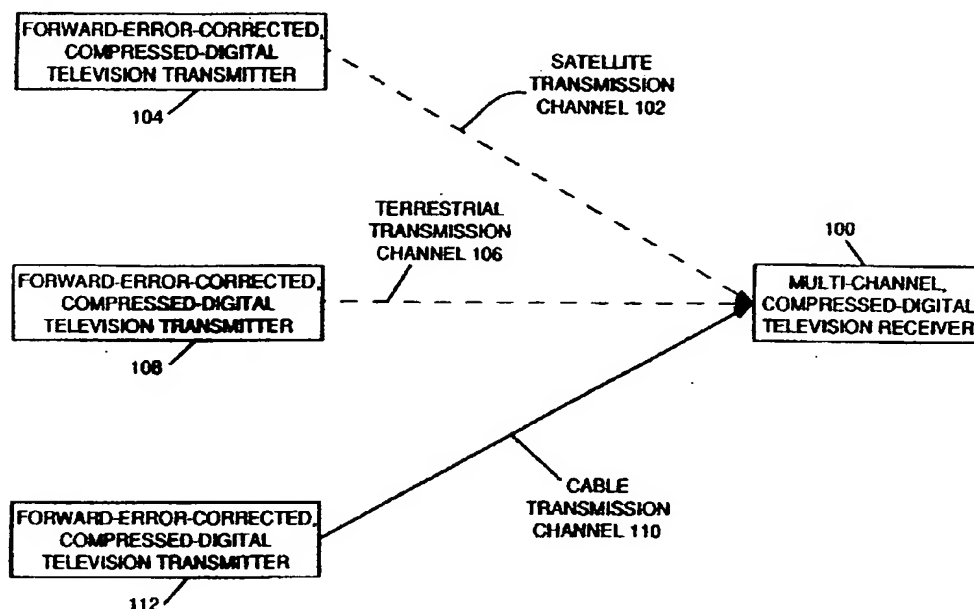 FORWARD-ERROR-CORRECTED,
COMPRESSED-DIGITAL
TELEVISION TRANSMITTER
104
SATELLITE
TRANSMISSION
CHANNEL 102
TERRESTRIAL
TRANSMISSION
CHANNEL 106
FORWARD-ERROR-CORRECTED,
COMPRESSED-DIGITAL
TELEVISION TRANSMITTER
108
100
MULTI-CHANNEL,
COMPRESSED-DIGITAL
TELEVISION RECEIVER
CABLE
TRANSMISSION
CHANNEL 110
FORWARD-ERROR-CORRECTED,
COMPRESSED-DIGITAL
TELEVISION TRANSMITTER
112